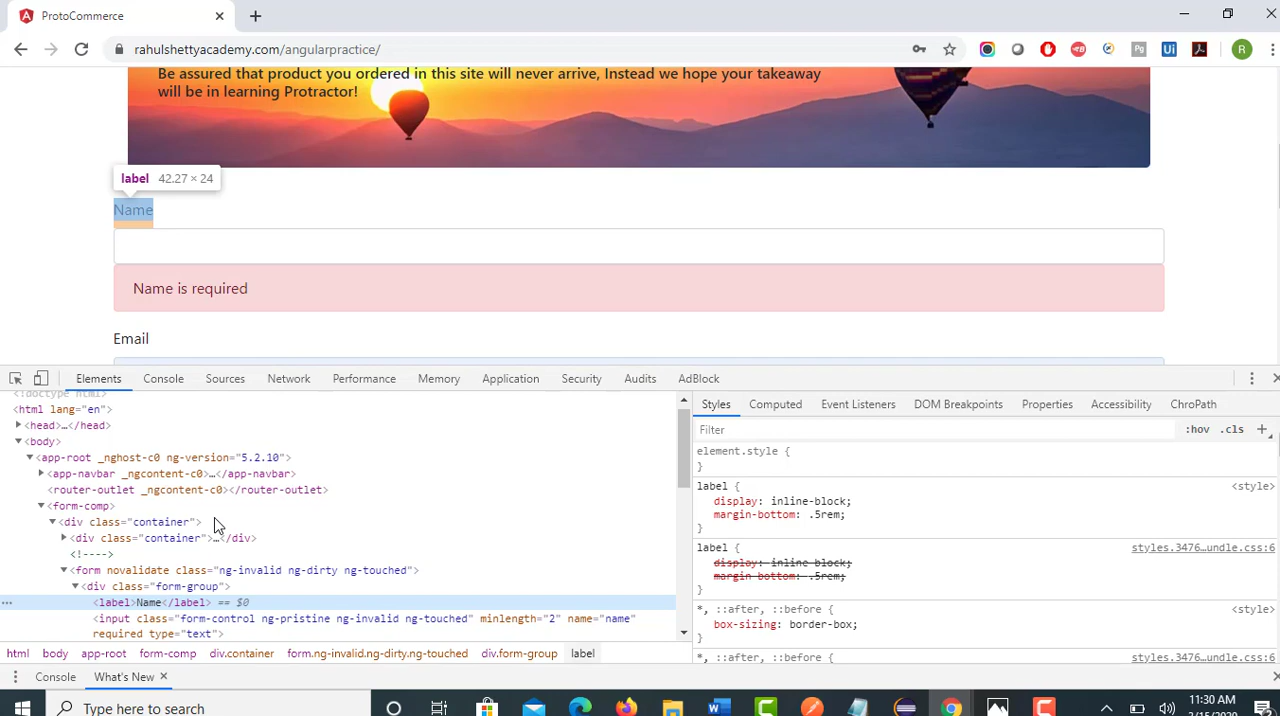 ProtoCommerce
rahulshettyacademy.com/angularpractice/
Pg
Ui
R
Be assured that product you ordered in this site will never arrive, Instead we hope your takeaway
will be in learning Protractor!
label 42.27 × 24
Name
Name is required
Email
Elements Console Sources Network Performance Memory Application Security Audits AdBlock
<!doctype html>
<html lang="en">
<head>…</head>
<body>
<app-root _nghost-c0 ng-version="5.2.10">
<app-navbar _ngcontent-c0>…</app-navbar>
<router-outlet _ngcontent-c0></router-outlet>
<form-comp>
<div class="container">
<div class="container">…</div>
<!---->
<form novalidate class="ng-invalid ng-dirty ng-touched">
<div class="form-group">
<label>Name</label> == $0
<input class="form-control ng-pristine ng-invalid ng-touched" minlength="2" name="name"
required type="text">
html body app-root form-comp div.container form.ng-invalid.ng-dirty.ng-touched div.form-group label
Styles Computed Event Listeners DOM Breakpoints Properties Accessibility ChroPath
Filter :hov .cls +
element.style {
}
label { <style>
display: inline-block;
margin-bottom: .5rem;
}
label { styles.3476…undle.css:6
display: inline-block;
margin-bottom: .5rem;
}
*, ::after, ::before { <style>
box-sizing: border-box;
}
*, ::after, ::before { styles.3476…undle.css:6
Console What's New
Type here to search
11:30 AM